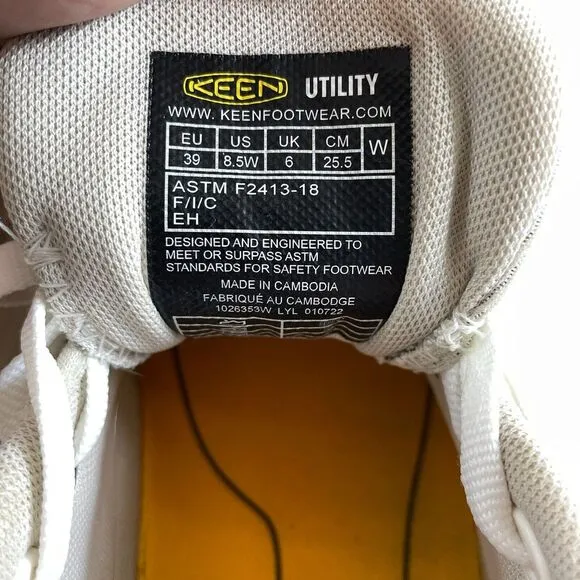 KEEN UTILITY
WWW. KEENFOOTWEAR.COM
EU US UK CM W
39 8.5W 6 25.5
ASTM F2413-18
F/I/C
EH
DESIGNED AND ENGINEERED TO
MEET OR SURPASS ASTM
STANDARDS FOR SAFETY FOOTWEAR
MADE IN CAMBODIA
FABRIQUÉ AU CAMBODGE
1026353W LYL 010722